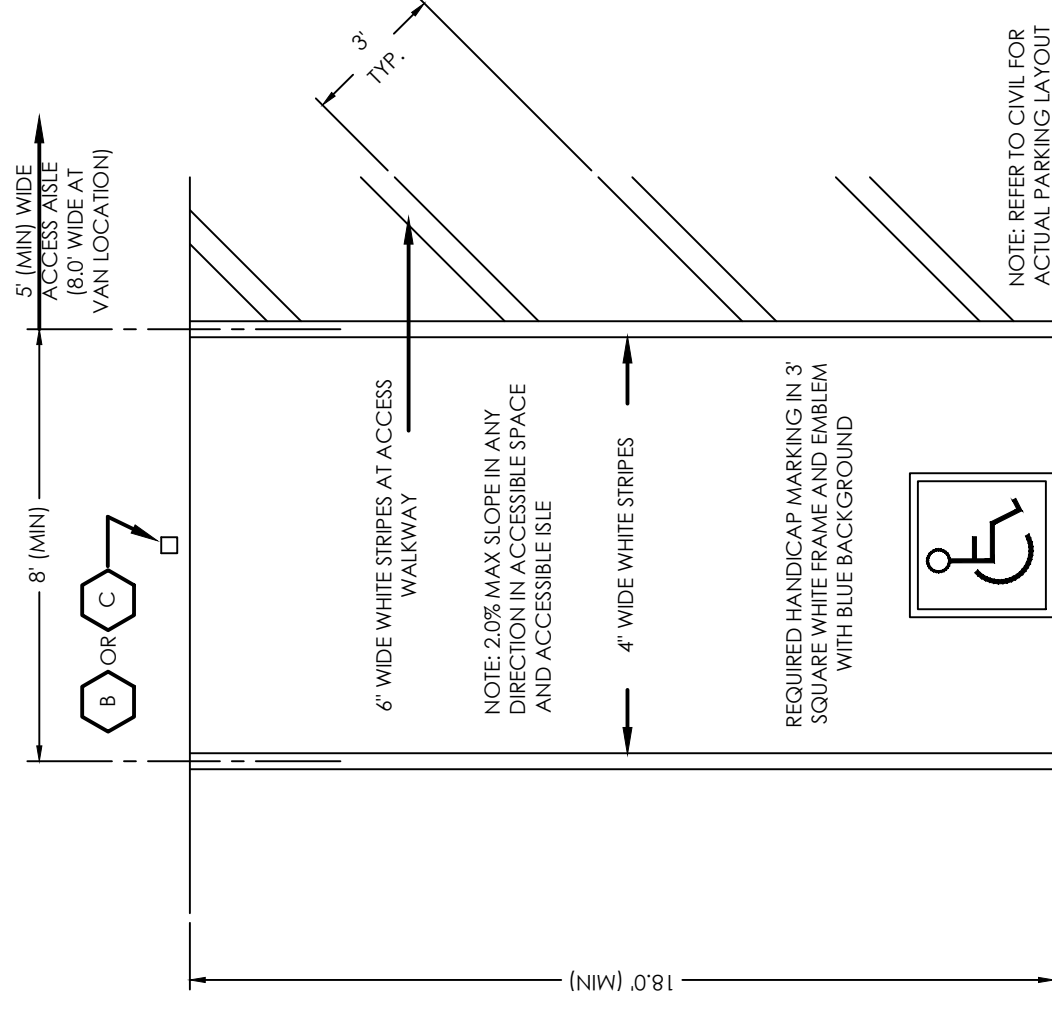 5' (MIN) WIDE
ACCESS AISLE
(8.0' WIDE AT
VAN LOCATION)
8' (MIN)
B OR C
3'
TYP.
6" WIDE WHITE STRIPES AT ACCESS
WALKWAY
NOTE: 2.0% MAX SLOPE IN ANY
DIRECTION IN ACCESSIBLE SPACE
AND ACCESSIBLE ISLE
4" WIDE WHITE STRIPES
REQUIRED HANDICAP MARKING IN 3'
SQUARE WHITE FRAME AND EMBLEM
WITH BLUE BACKGROUND
18.0' (MIN)
NOTE: REFER TO CIVIL FOR
ACTUAL PARKING LAYOUT